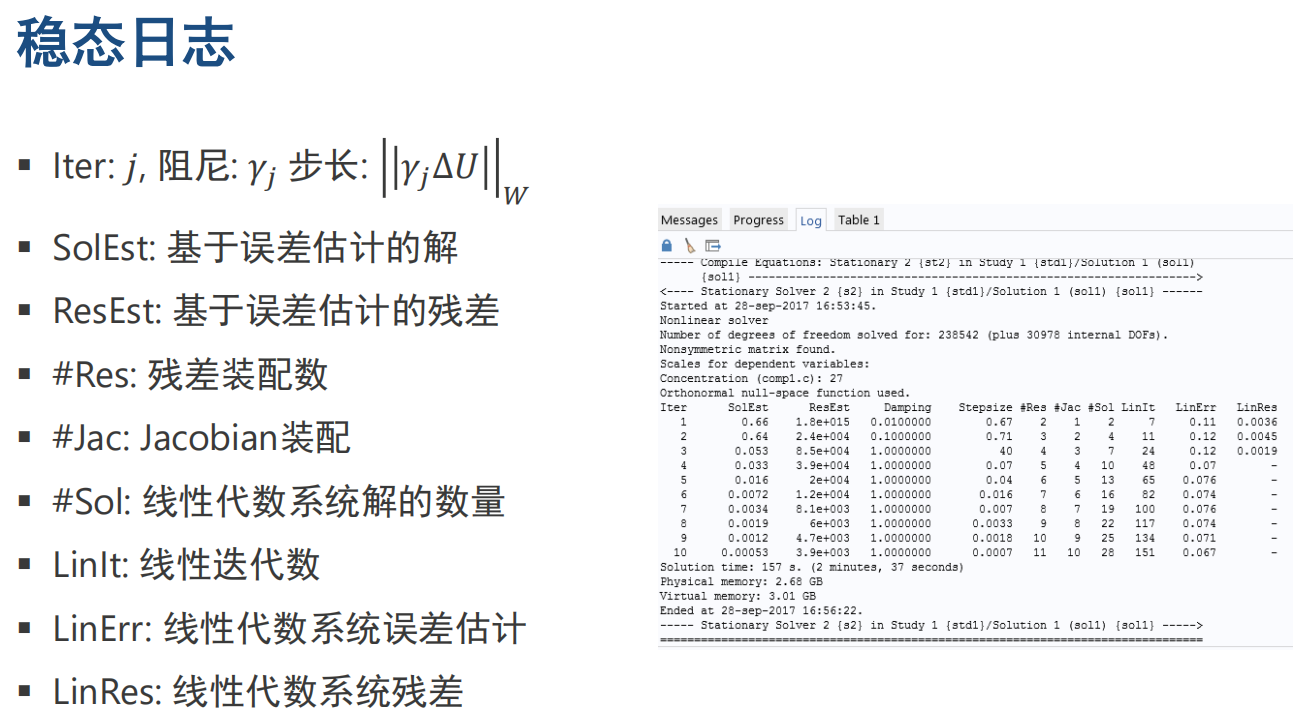 稳态日志
▪ Iter: j, 阻尼: γj 步长: ||γjΔU||W
▪ SolEst: 基于误差估计的解
▪ ResEst: 基于误差估计的残差
▪ #Res: 残差装配数
▪ #Jac: Jacobian装配
▪ #Sol: 线性代数系统解的数量
▪ LinIt: 线性迭代数
▪ LinErr: 线性代数系统误差估计
▪ LinRes: 线性代数系统残差
Messages Progress Log Table 1
----- Compile Equations: Stationary 2 {st2} in Study 1 {std1}/Solution 1 (sol1)
{sol1} ------------------------------------------------------------------>
<---- Stationary Solver 2 {s2} in Study 1 {std1}/Solution 1 (sol1) {sol1} ------
Started at 28-sep-2017 16:53:45.
Nonlinear solver
Number of degrees of freedom solved for: 238542 (plus 30978 internal DOFs).
Nonsymmetric matrix found.
Scales for dependent variables:
Concentration (comp1.c): 27
Orthonormal null-space function used.
Iter SolEst ResEst Damping Stepsize #Res #Jac #Sol LinIt LinErr LinRes
1 0.66 1.8e+015 0.0100000 0.67 2 1 2 7 0.11 0.0036
2 0.64 2.4e+004 0.1000000 0.71 3 2 4 11 0.12 0.0045
3 0.053 8.5e+004 1.0000000 40 4 3 7 24 0.12 0.0019
4 0.033 3.9e+004 1.0000000 0.07 5 4 10 48 0.07 -
5 0.016 2e+004 1.0000000 0.04 6 5 13 65 0.076 -
6 0.0072 1.2e+004 1.0000000 0.016 7 6 16 82 0.074 -
7 0.0034 8.1e+003 1.0000000 0.007 8 7 19 100 0.076 -
8 0.0019 6e+003 1.0000000 0.0033 9 8 22 117 0.074 -
9 0.0012 4.7e+003 1.0000000 0.0018 10 9 25 134 0.071 -
10 0.00053 3.9e+003 1.0000000 0.0007 11 10 28 151 0.067 -
Solution time: 157 s. (2 minutes, 37 seconds)
Physical memory: 2.68 GB
Virtual memory: 3.01 GB
Ended at 28-sep-2017 16:56:22.
----- Stationary Solver 2 {s2} in Study 1 {std1}/Solution 1 (sol1) {sol1} ----->
================================================================================